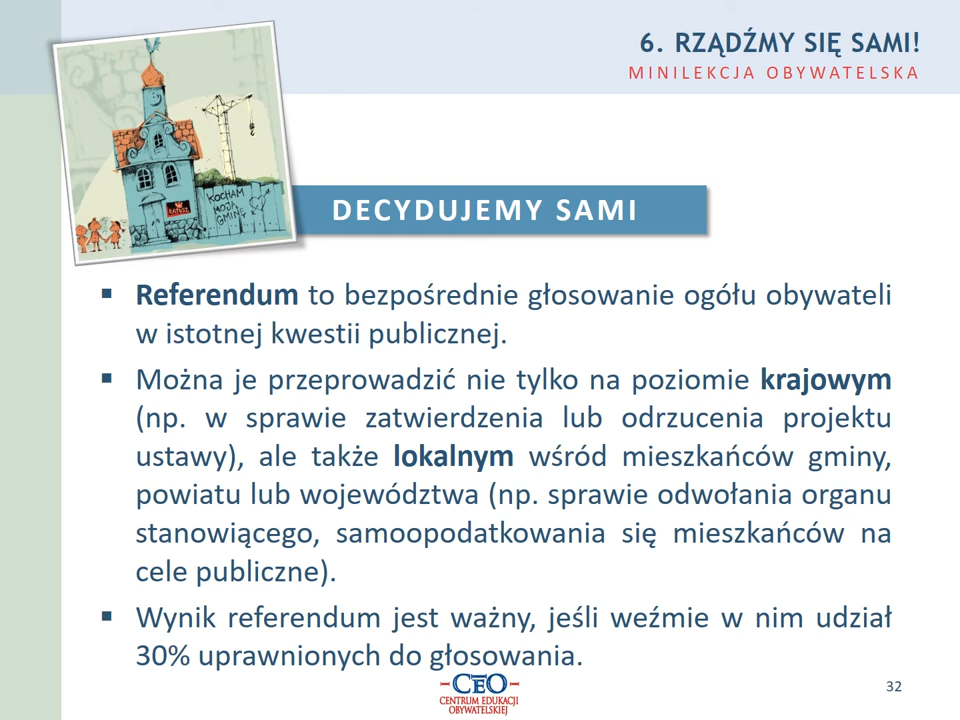 6. RZĄDŹMY SIĘ SAMI!
MINILEKCJA OBYWATELSKA
RATUSZ
KOCHAM
MOJĄ
GMINĘ
DECYDUJEMY SAMI
▪ Referendum to bezpośrednie głosowanie ogółu obywateli
w istotnej kwestii publicznej.
▪ Można je przeprowadzić nie tylko na poziomie krajowym
(np. w sprawie zatwierdzenia lub odrzucenia projektu
ustawy), ale także lokalnym wśród mieszkańców gminy,
powiatu lub województwa (np. sprawie odwołania organu
stanowiącego, samoopodatkowania się mieszkańców na
cele publiczne).
▪ Wynik referendum jest ważny, jeśli weźmie w nim udział
30% uprawnionych do głosowania.
CEO
CENTRUM EDUKACJI
OBYWATELSKIEJ
32